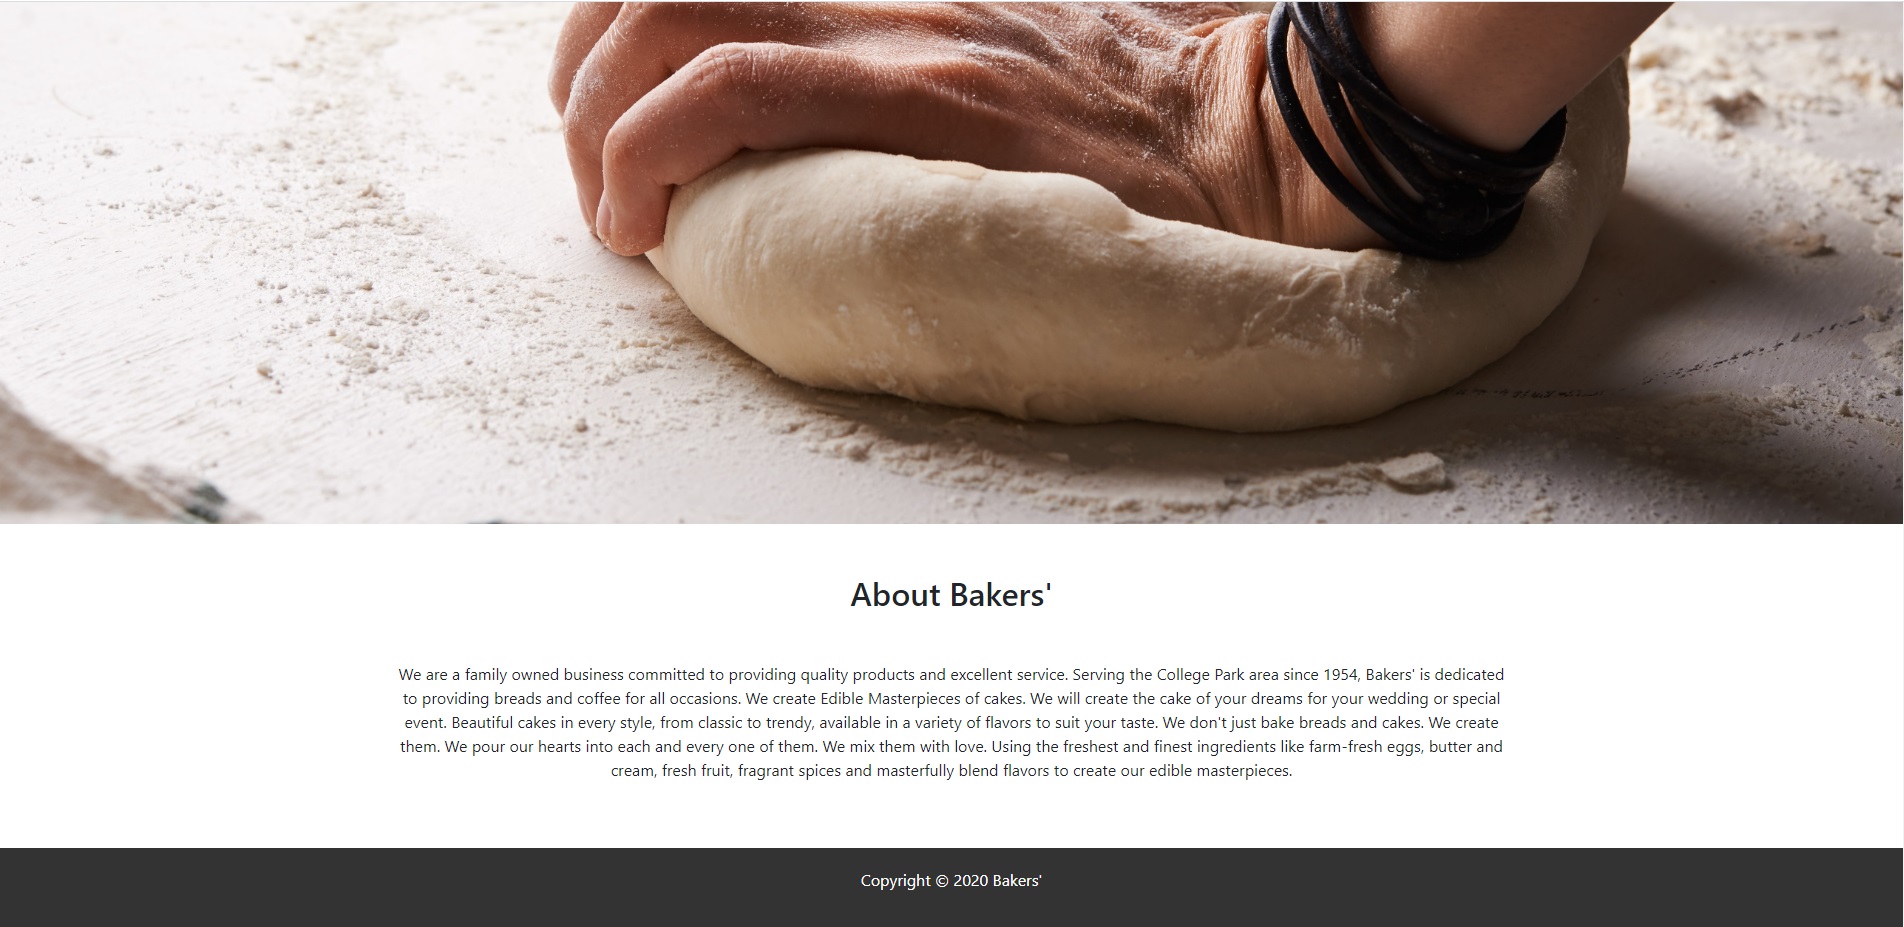 About Bakers'
We are a family owned business committed to providing quality products and excellent service. Serving the College Park area since 1954, Bakers' is dedicated
to providing breads and coffee for all occasions. We create Edible Masterpieces of cakes. We will create the cake of your dreams for your wedding or special
event. Beautiful cakes in every style, from classic to trendy, available in a variety of flavors to suit your taste. We don't just bake breads and cakes. We create
them. We pour our hearts into each and every one of them. We mix them with love. Using the freshest and finest ingredients like farm-fresh eggs, butter and
cream, fresh fruit, fragrant spices and masterfully blend flavors to create our edible masterpieces.
Copyright © 2020 Bakers'